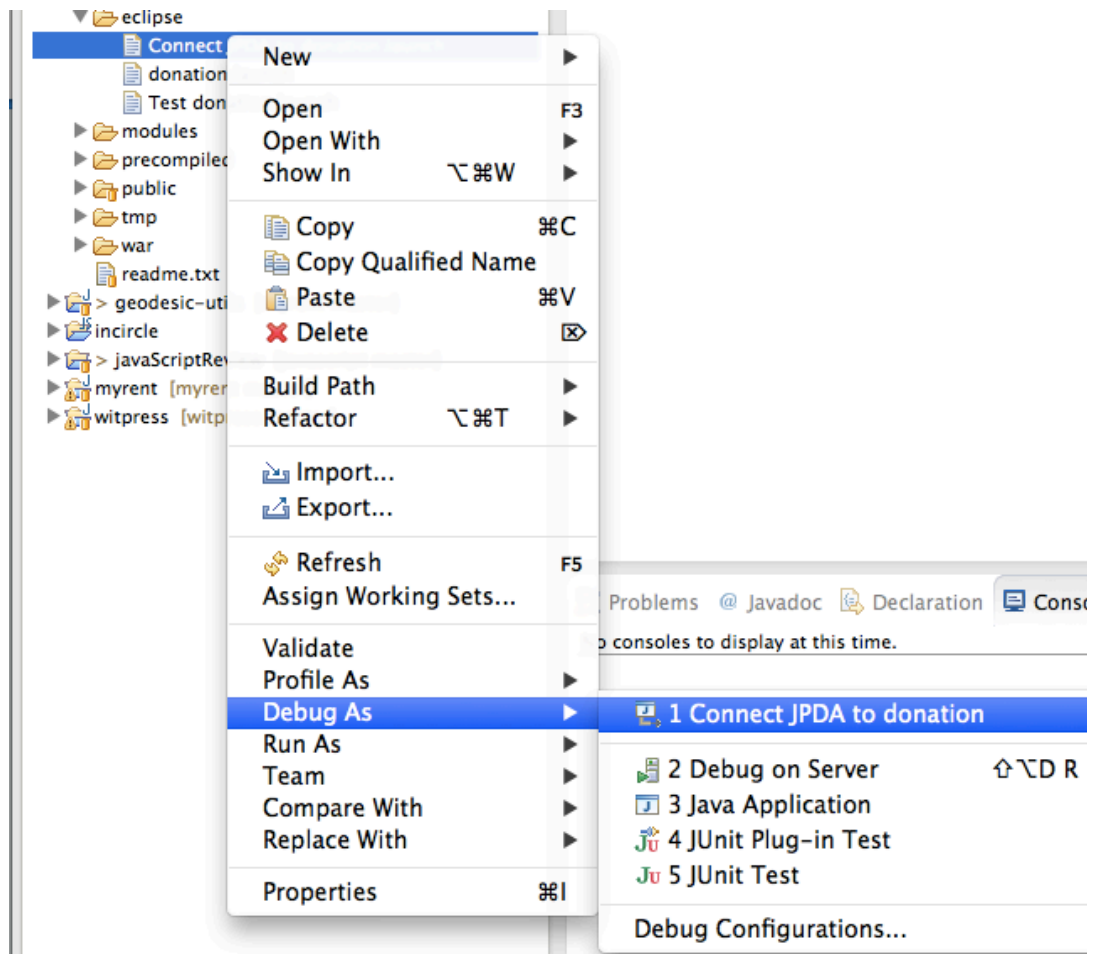 eclipse
Connect
donation
Test don
modules
precompiled
public
tmp
war
readme.txt
> geodesic-uti
incircle
> javaScriptRev
myrent [myren
witpress [witp
New
Open F3
Open With
Show In ⌥⌘W
Copy ⌘C
Copy Qualified Name
Paste ⌘V
Delete ⌦
Build Path
Refactor ⌥⌘T
Import...
Export...
Refresh F5
Assign Working Sets...
Validate
Profile As
Debug As
Run As
Team
Compare With
Replace With
Properties ⌘I
Problems @ Javadoc Declaration Conso
o consoles to display at this time.
1 Connect JPDA to donation
2 Debug on Server ⇧⌥D R
3 Java Application
4 JUnit Plug-in Test
5 JUnit Test
Debug Configurations...